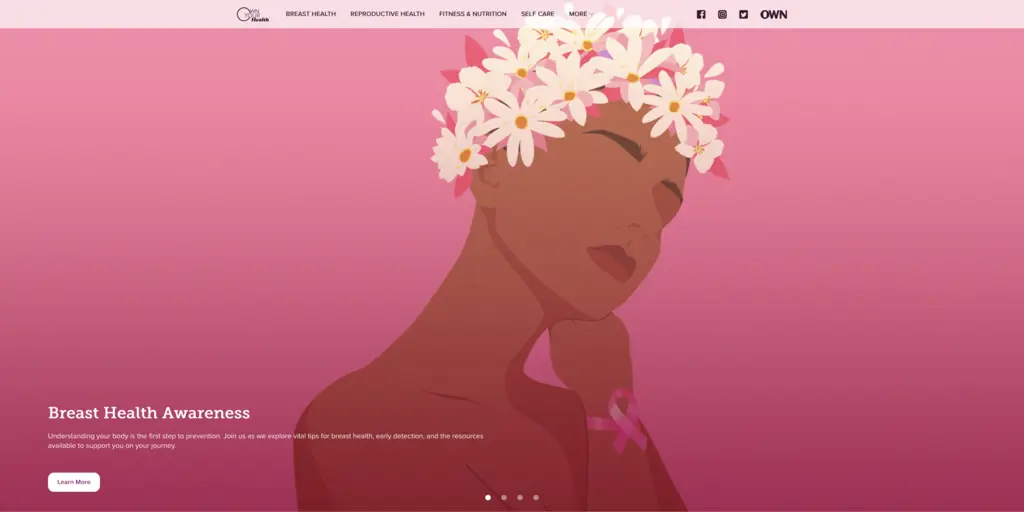 OWN
YOUR
Health
BREAST HEALTH REPRODUCTIVE HEALTH FITNESS & NUTRITION SELF CARE MORE
OWN
Breast Health Awareness
Understanding your body is the first step to prevention. Join us as we explore vital tips for breast health, early detection, and the resources
available to support you on your journey.
Learn More